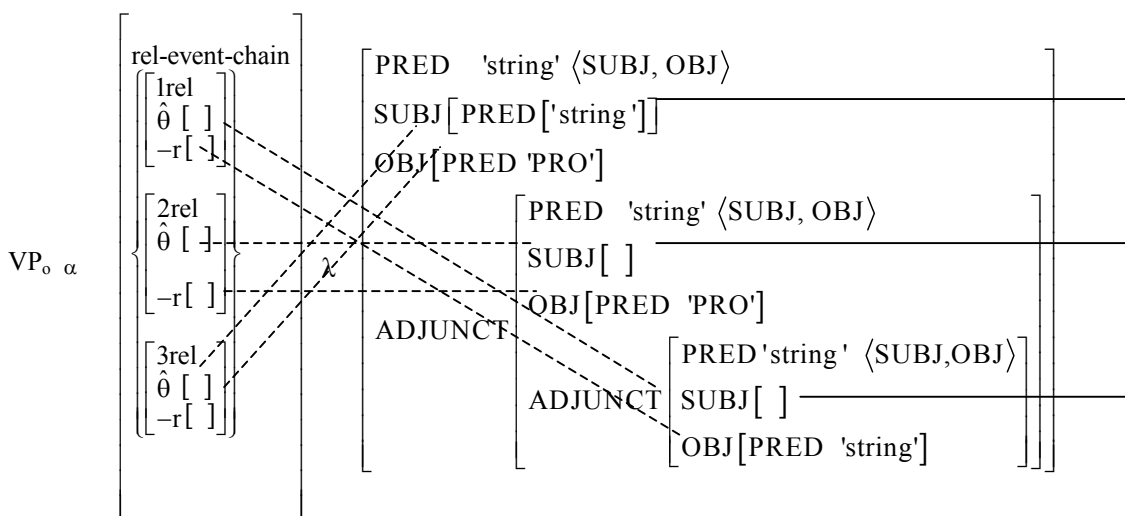 rel-event-chain
1rel
θ̂ [ ]
−r[ ]
2rel
θ̂ [ ]
−r[ ]
3rel
θ̂ [ ]
−r[ ]
VPₒ α
λ
PRED 'string' ⟨SUBJ, OBJ⟩
SUBJ[PRED['string']]
OBJ[PRED 'PRO']
ADJUNCT
PRED 'string' ⟨SUBJ, OBJ⟩
SUBJ[ ]
OBJ[PRED 'PRO']
ADJUNCT
PRED 'string' ⟨SUBJ,OBJ⟩
SUBJ[ ]
OBJ[PRED 'string']